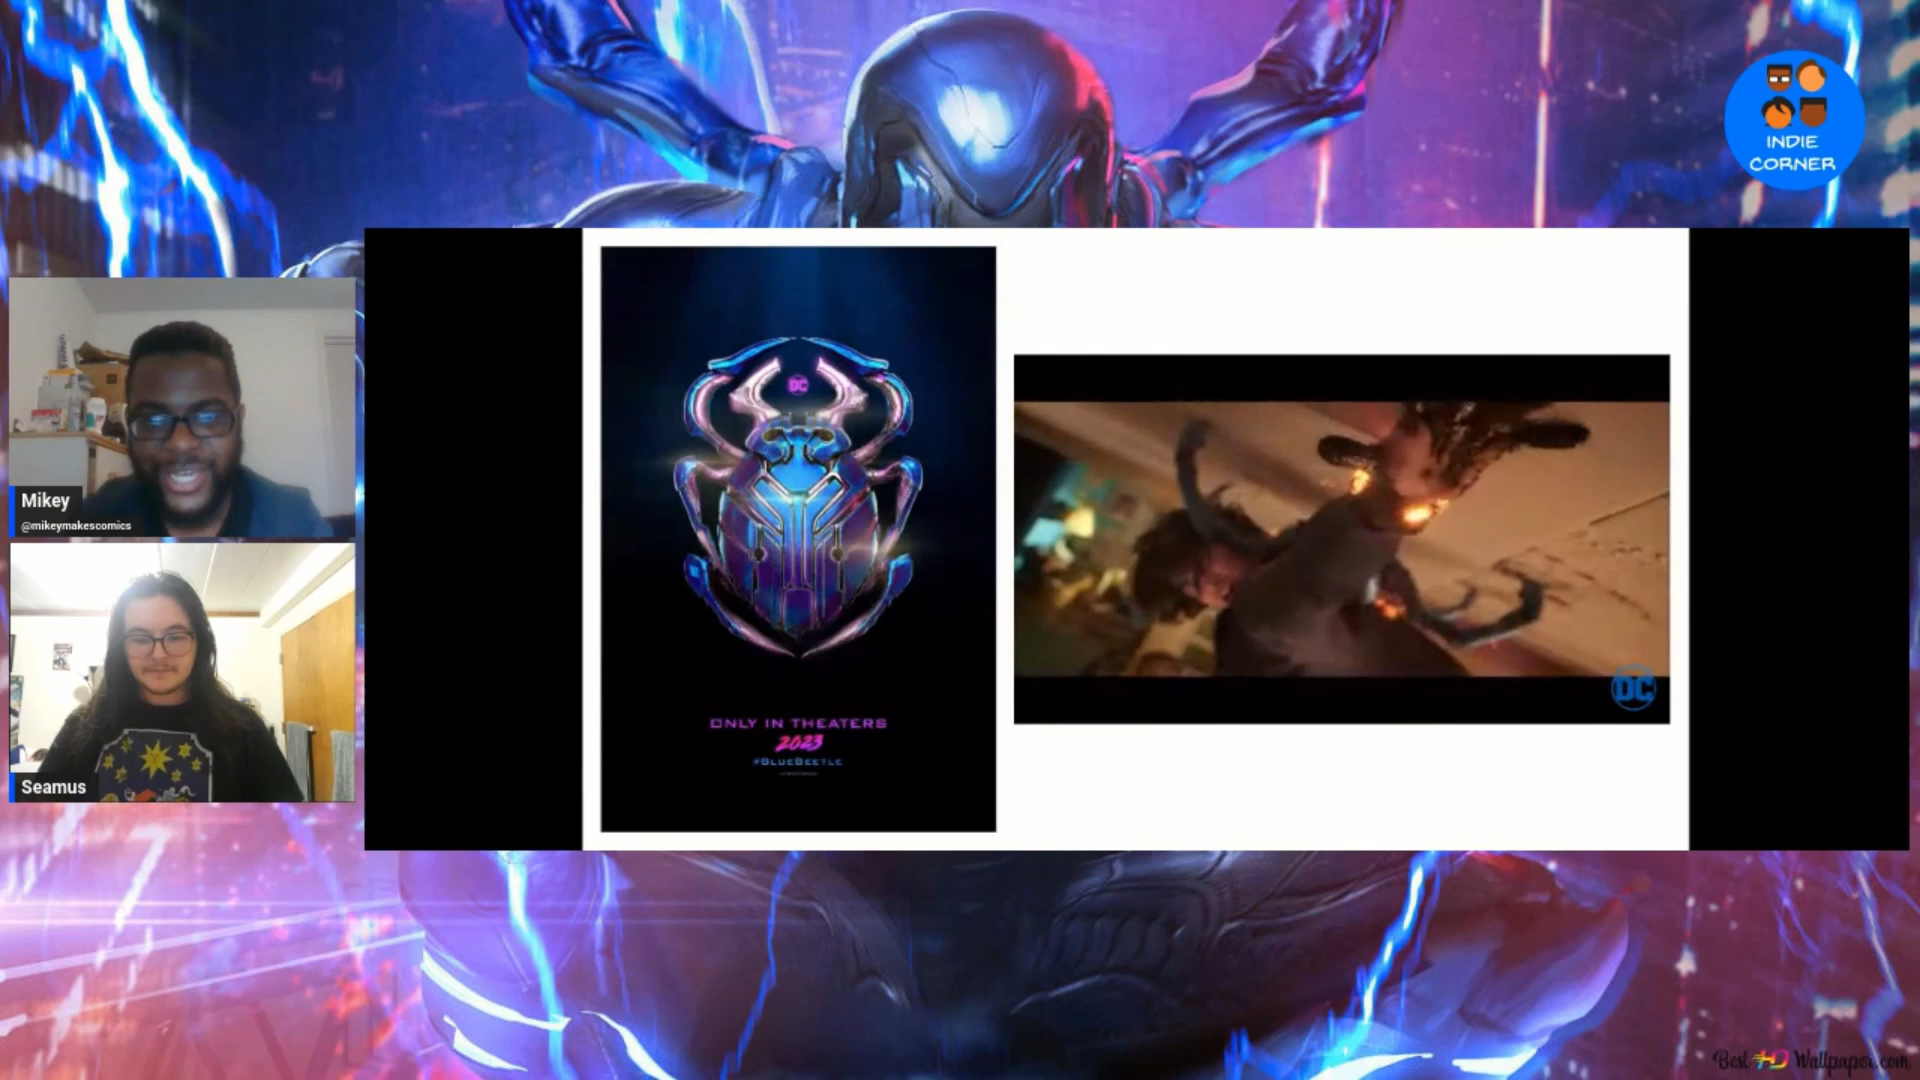 INDIE
CORNER
Mikey
@mikeymakescomics
Seamus
DC
ONLY IN THEATERS
2023
#BLUEBEETLE
DC
Best HD Wallpaper.com